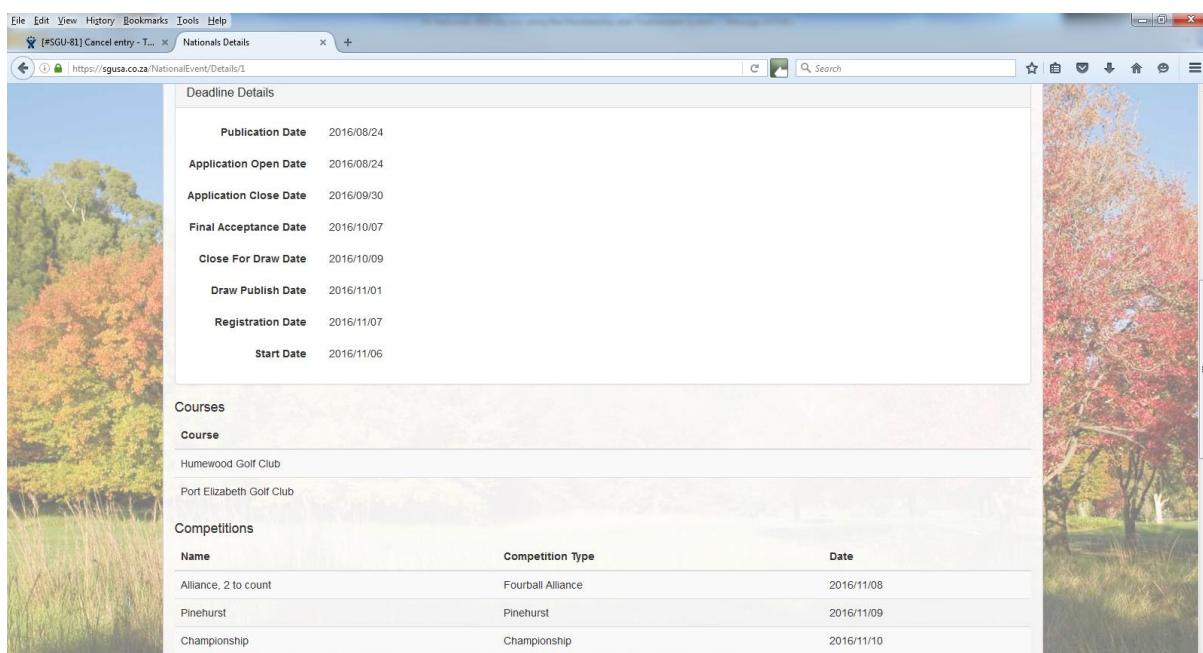 File Edit View History Bookmarks Tools Help
[#SGU-81] Cancel entry - T... Nationals Details
https://sgusa.co.za/NationalEvent/Details/1 Search
Deadline Details
Publication Date 2016/08/24
Application Open Date 2016/08/24
Application Close Date 2016/09/30
Final Acceptance Date 2016/10/07
Close For Draw Date 2016/10/09
Draw Publish Date 2016/11/01
Registration Date 2016/11/07
Start Date 2016/11/06
Courses
Course
Humewood Golf Club
Port Elizabeth Golf Club
Competitions
Name Competition Type Date
Alliance, 2 to count Fourball Alliance 2016/11/08
Pinehurst Pinehurst 2016/11/09
Championship Championship 2016/11/10